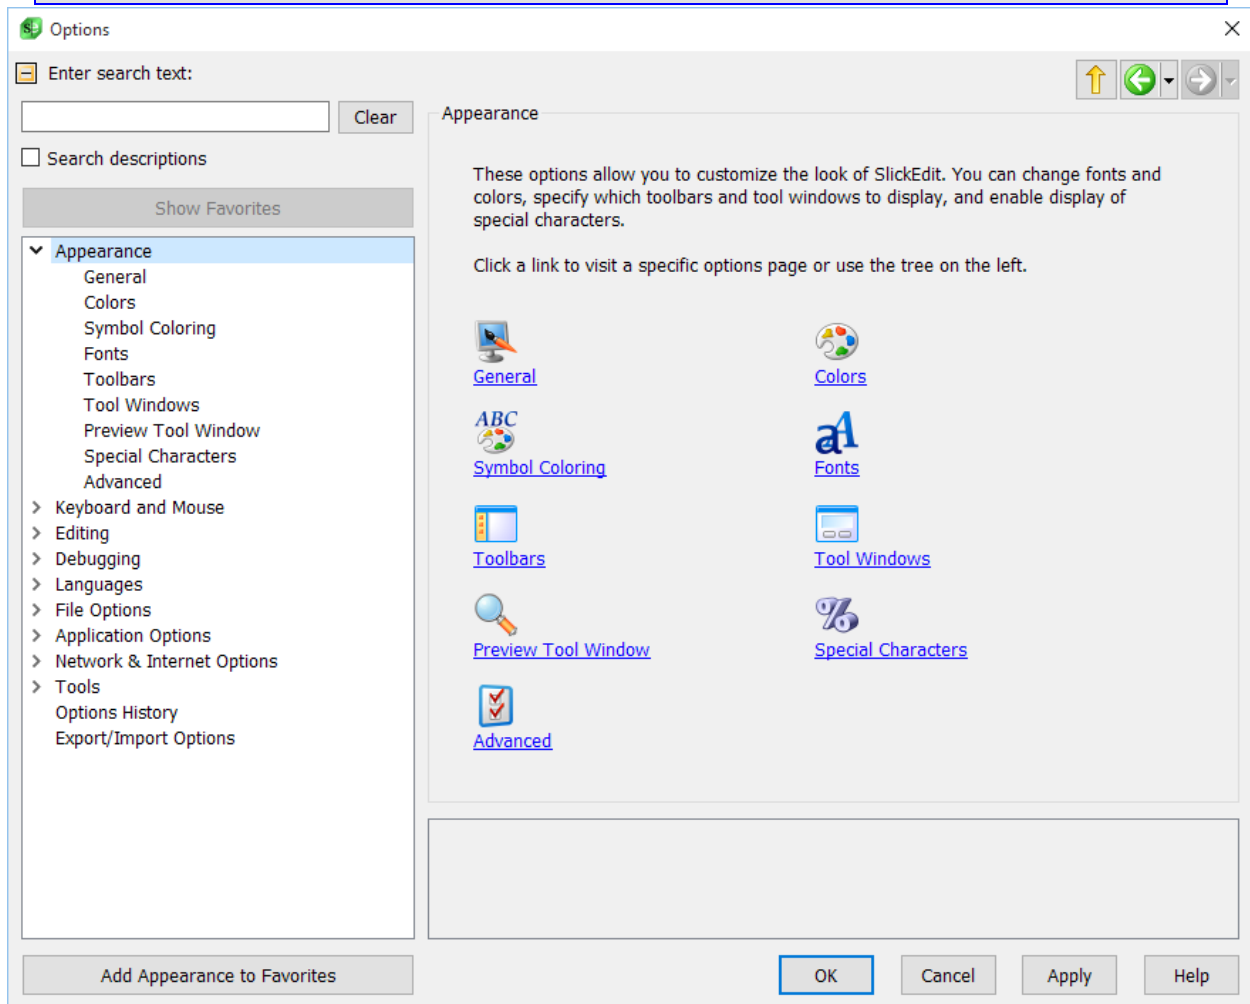 Options
Enter search text:
Clear
Search descriptions
Show Favorites
Appearance
General
Colors
Symbol Coloring
Fonts
Toolbars
Tool Windows
Preview Tool Window
Special Characters
Advanced
Keyboard and Mouse
Editing
Debugging
Languages
File Options
Application Options
Network & Internet Options
Tools
Options History
Export/Import Options
Add Appearance to Favorites
Appearance
These options allow you to customize the look of SlickEdit. You can change fonts and
colors, specify which toolbars and tool windows to display, and enable display of
special characters.
Click a link to visit a specific options page or use the tree on the left.
General
Colors
ABC
Symbol Coloring
aA
Fonts
Toolbars
Tool Windows
Preview Tool Window
%
Special Characters
Advanced
OK
Cancel
Apply
Help